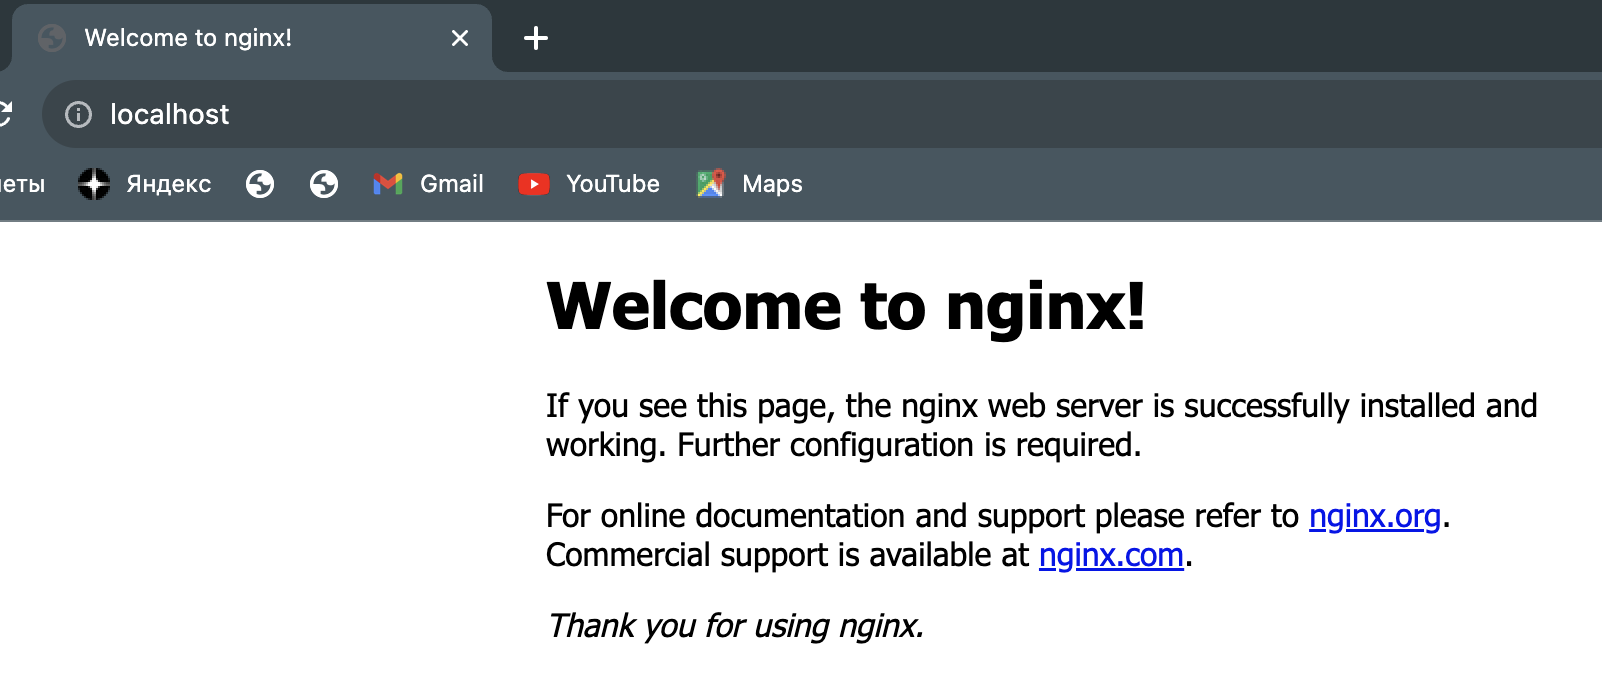 Welcome to nginx!
localhost
Яндекс Gmail YouTube Maps
Welcome to nginx!
If you see this page, the nginx web server is successfully installed and
working. Further configuration is required.
For online documentation and support please refer to nginx.org.
Commercial support is available at nginx.com.
Thank you for using nginx.